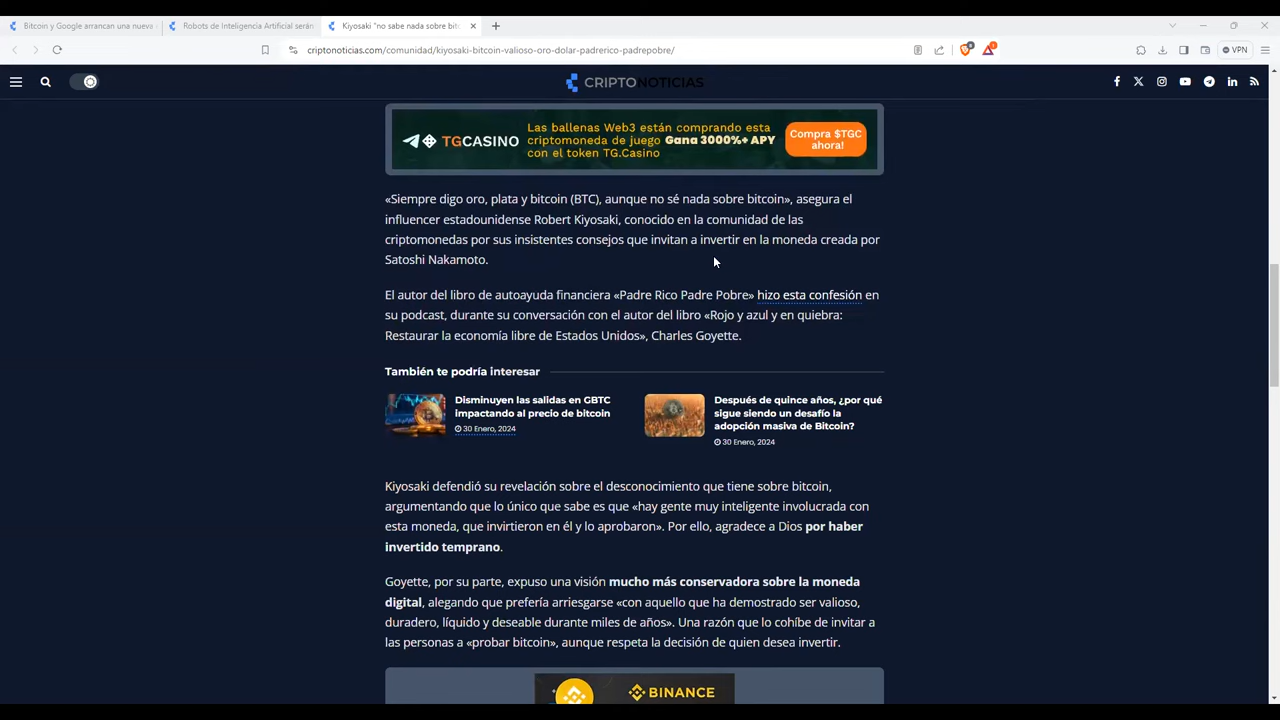 Bitcoin y Google arrancan una nueva
Robots de Inteligencia Artificial serán
Kiyosaki "no sabe nada sobre bit
criptonoticias.com/comunidad/kiyosaki-bitcoin-valioso-oro-dolar-padrerico-padrepobre/
VPN
CRIPTONOTICIAS
TGCASINO
Las ballenas Web3 están comprando esta
criptomoneda de juego Gana 3000%+ APY
con el token TG.Casino
Compra $TGC
ahora!
«Siempre digo oro, plata y bitcoin (BTC), aunque no sé nada sobre bitcoin», asegura el
influencer estadounidense Robert Kiyosaki, conocido en la comunidad de las
criptomonedas por sus insistentes consejos que invitan a invertir en la moneda creada por
Satoshi Nakamoto.
El autor del libro de autoayuda financiera «Padre Rico Padre Pobre» hizo esta confesión en
su podcast, durante su conversación con el autor del libro «Rojo y azul y en quiebra:
Restaurar la economía libre de Estados Unidos», Charles Goyette.
También te podría interesar
Disminuyen las salidas en GBTC
impactando al precio de bitcoin
30 Enero, 2024
Después de quince años, ¿por qué
sigue siendo un desafío la
adopción masiva de Bitcoin?
30 Enero, 2024
Kiyosaki defendió su revelación sobre el desconocimiento que tiene sobre bitcoin,
argumentando que lo único que sabe es que «hay gente muy inteligente involucrada con
esta moneda, que invirtieron en él y lo aprobaron». Por ello, agradece a Dios por haber
invertido temprano.
Goyette, por su parte, expuso una visión mucho más conservadora sobre la moneda
digital, alegando que prefería arriesgarse «con aquello que ha demostrado ser valioso,
duradero, líquido y deseable durante miles de años». Una razón que lo cohíbe de invitar a
las personas a «probar bitcoin», aunque respeta la decisión de quien desea invertir.
BINANCE